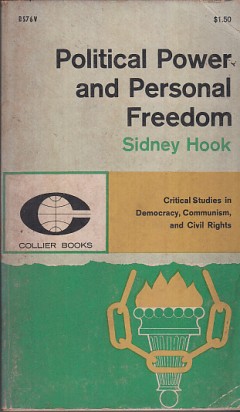 BS76V
$1.50
Political Power
and Personal
Freedom
Sidney Hook
COLLIER BOOKS
Critical Studies in
Democracy, Communism,
and Civil Rights